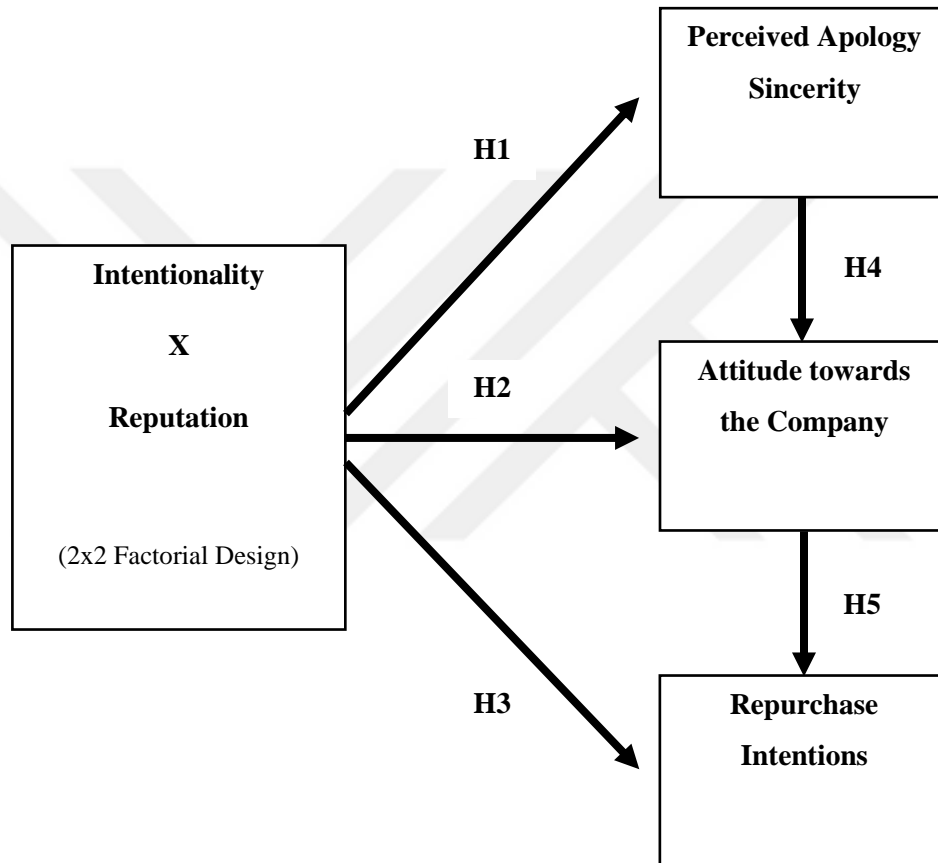 Perceived Apology
Sincerity
H1
Intentionality
X
Reputation
(2x2 Factorial Design)
H4
H2
Attitude towards
the Company
H5
H3
Repurchase
Intentions